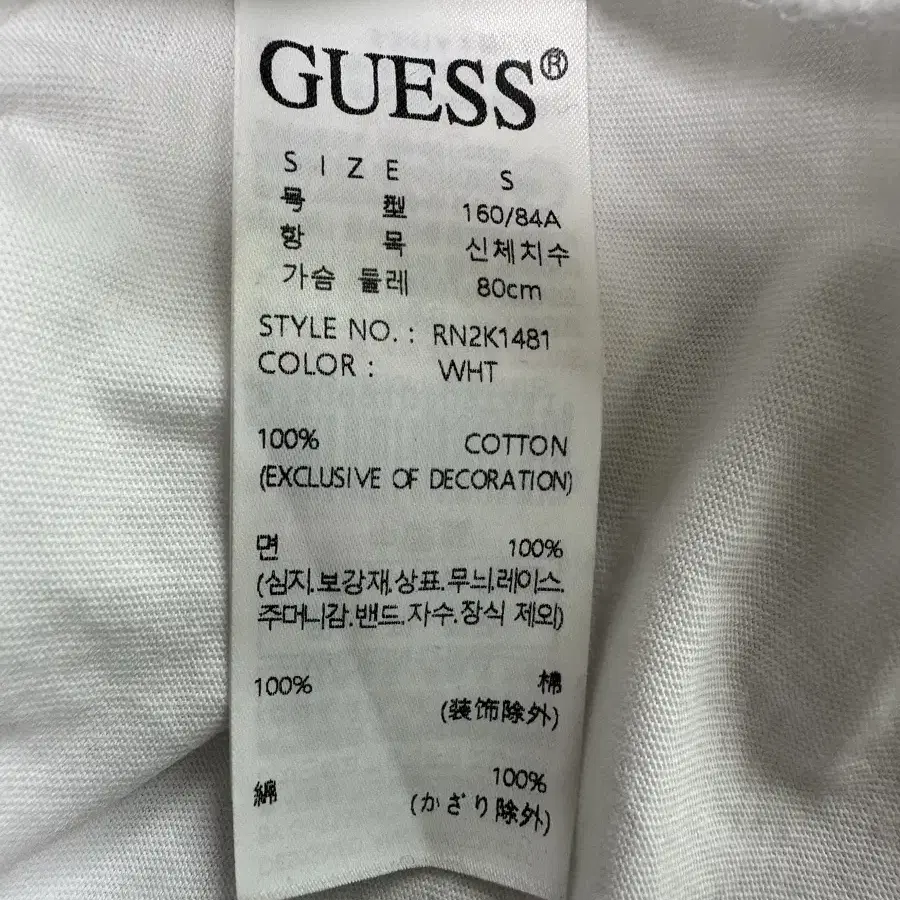 GUESS®
SIZE S
号型 160/84A
항목 신체치수
가슴 둘레 80cm
STYLE NO. : RN2K1481
COLOR : WHT
100% COTTON
(EXCLUSIVE OF DECORATION)
면 100%
(심지.보강재.상표.무늬.레이스.
주머니감.밴드.자수.장식 제외)
100% 棉
(装饰除外)
綿 100%
(かざり除外)